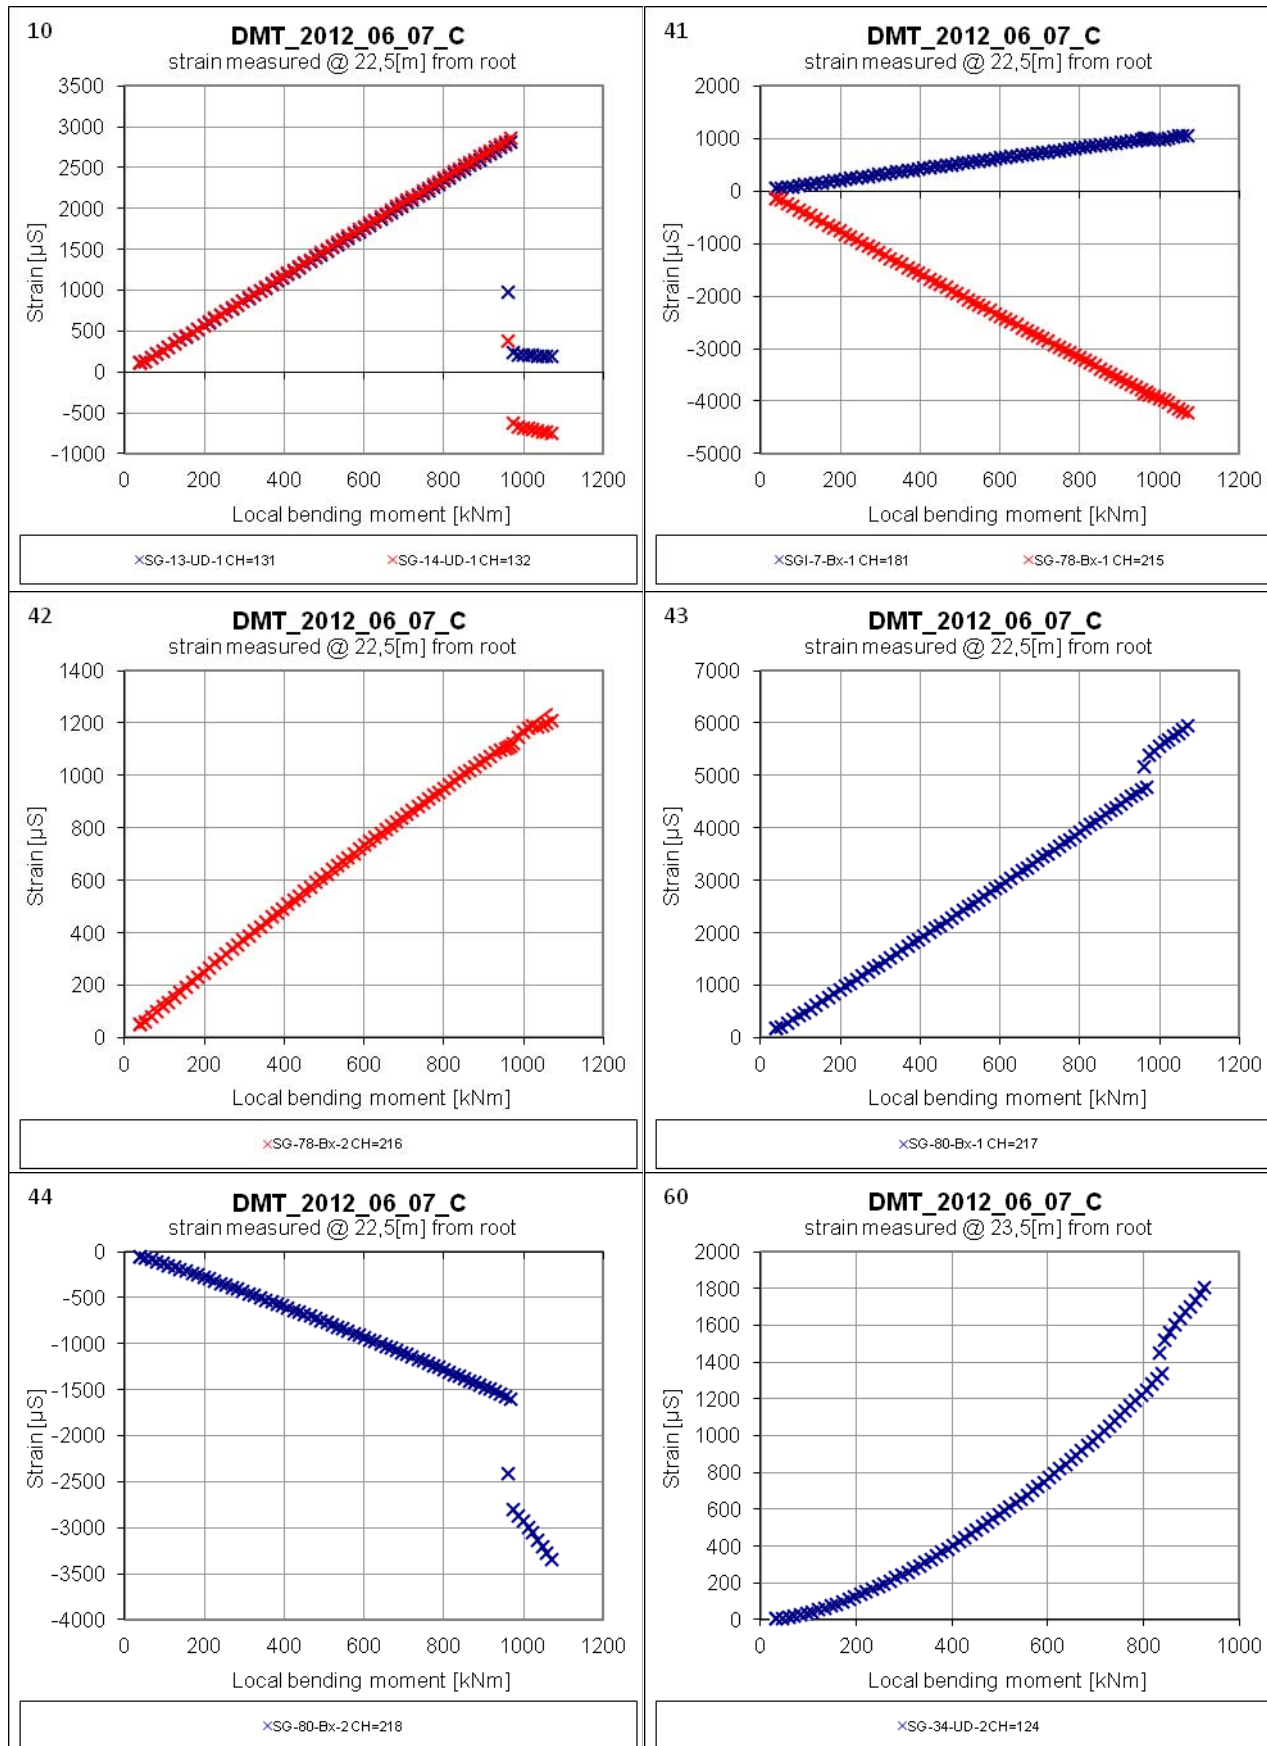 10
DMT_2012_06_07_C
strain measured @ 22,5[m] from root
3500
3000
2500
2000
1500
1000
500
0
-500
-1000
Strain [µS]
0 200 400 600 800 1000 1200
Local bending moment [kNm]
×SG-13-UD-1 CH=131 ×SG-14-UD-1 CH=132
41
DMT_2012_06_07_C
strain measured @ 22,5[m] from root
2000
1000
0
-1000
-2000
-3000
-4000
-5000
Strain [µS]
0 200 400 600 800 1000 1200
Local bending moment [kNm]
×SGI-7-Bx-1 CH=181 ×SG-78-Bx-1 CH=215
42
DMT_2012_06_07_C
strain measured @ 22,5[m] from root
1400
1200
1000
800
600
400
200
0
Strain [µS]
0 200 400 600 800 1000 1200
Local bending moment [kNm]
×SG-78-Bx-2 CH=216
43
DMT_2012_06_07_C
strain measured @ 22,5[m] from root
7000
6000
5000
4000
3000
2000
1000
0
Strain [µS]
0 200 400 600 800 1000 1200
Local bending moment [kNm]
×SG-80-Bx-1 CH=217
44
DMT_2012_06_07_C
strain measured @ 22,5[m] from root
0
-500
-1000
-1500
-2000
-2500
-3000
-3500
-4000
Strain [µS]
0 200 400 600 800 1000 1200
Local bending moment [kNm]
×SG-80-Bx-2 CH=218
60
DMT_2012_06_07_C
strain measured @ 23,5[m] from root
2000
1800
1600
1400
1200
1000
800
600
400
200
0
Strain [µS]
0 200 400 600 800 1000
Local bending moment [kNm]
×SG-34-UD-2 CH=124